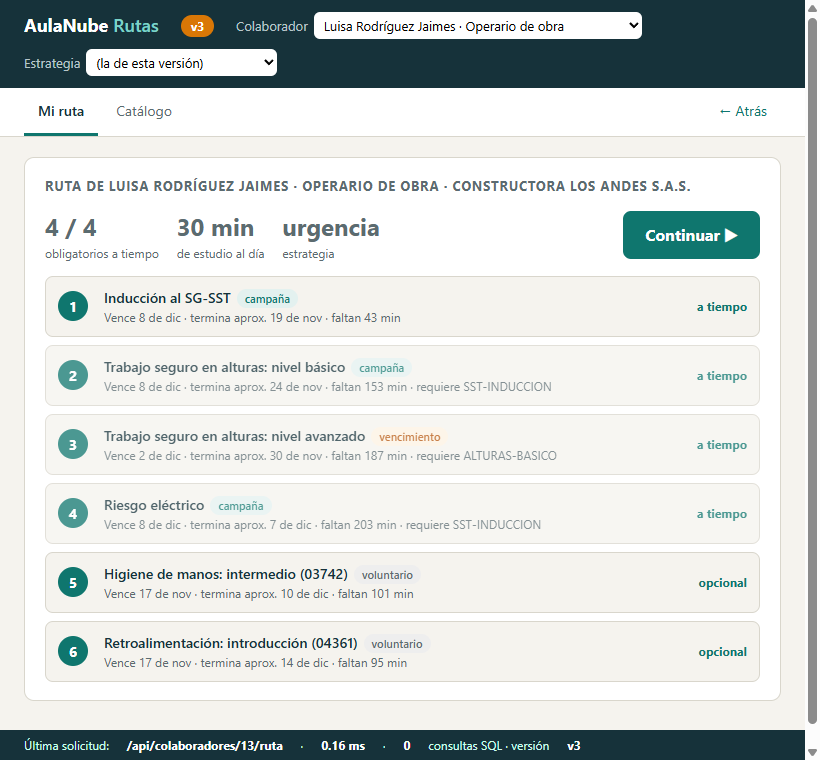 AulaNube Rutas v3 Colaborador Luisa Rodríguez Jaimes · Operario de obra
Estrategia (la de esta versión)
Mi ruta Catálogo ← Atrás
RUTA DE LUISA RODRÍGUEZ JAIMES · OPERARIO DE OBRA · CONSTRUCTORA LOS ANDES S.A.S.
4 / 4 30 min urgencia
obligatorios a tiempo de estudio al día estrategia
Continuar ▶
1 Inducción al SG-SST campaña
Vence 8 de dic · termina aprox. 19 de nov · faltan 43 min
a tiempo
2 Trabajo seguro en alturas: nivel básico campaña
Vence 8 de dic · termina aprox. 24 de nov · faltan 153 min · requiere SST-INDUCCION
a tiempo
3 Trabajo seguro en alturas: nivel avanzado vencimiento
Vence 2 de dic · termina aprox. 30 de nov · faltan 187 min · requiere ALTURAS-BASICO
a tiempo
4 Riesgo eléctrico campaña
Vence 8 de dic · termina aprox. 7 de dic · faltan 203 min · requiere SST-INDUCCION
a tiempo
5 Higiene de manos: intermedio (03742) voluntario
Vence 17 de nov · termina aprox. 10 de dic · faltan 101 min
opcional
6 Retroalimentación: introducción (04361) voluntario
Vence 17 de nov · termina aprox. 14 de dic · faltan 95 min
opcional
Última solicitud: /api/colaboradores/13/ruta · 0.16 ms · 0 consultas SQL · versión v3